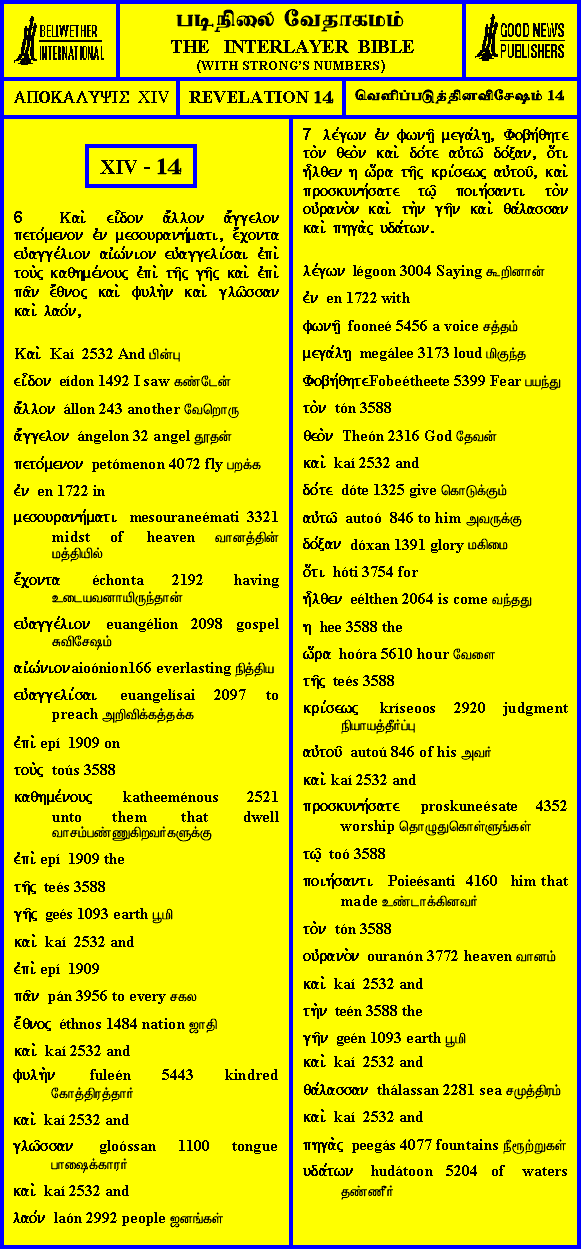 BELLWETHER
INTERNATIONAL
படிநிலை வேதாகமம்
THE INTERLAYER BIBLE
(WITH STRONG'S NUMBERS)
GOOD NEWS
PUBLISHERS
ΑΠΟΚΑΛΥΨΙΣ XIV
REVELATION 14
வெளிப்படுத்தினவிசேஷம் 14
XIV - 14
6 Καὶ εἶδον ἄλλον ἄγγελον
πετόμενον ἐν μεσουρανήματι, ἔχοντα
εὐαγγέλιον αἰώνιον εὐαγγελίσαι ἐπὶ
τοὺς καθημένους ἐπὶ τῆς γῆς καὶ ἐπὶ
πᾶν ἔθνος καὶ φυλὴν καὶ γλῶσσαν
καὶ λαόν,
Καὶ Kaí 2532 And பின்பு
εἶδον eídon 1492 I saw கண்டேன்
ἄλλον állon 243 another வேறொரு
ἄγγελον ángelon 32 angel தூதன்
πετόμενον petómenon 4072 fly பறக்க
ἐν en 1722 in
μεσουρανήματι mesouraneémati 3321
midst of heaven வானத்தின்
மத்தியில்
ἔχοντα échonta 2192 having
உடையவனாயிருந்தான்
εὐαγγέλιον euangélion 2098 gospel
சுவிசேஷம்
αἰώνιον aioónion166 everlasting நித்திய
εὐαγγελίσαι euangelísai 2097 to
preach அறிவிக்கத்தக்க
ἐπὶ epí 1909 on
τοὺς toús 3588
καθημένους katheeménous 2521
unto them that dwell
வாசம்பண்ணுகிறவர்களுக்கு
ἐπὶ epí 1909 the
τῆς teés 3588
γῆς geés 1093 earth பூமி
καὶ kaí 2532 and
ἐπὶ epí 1909
πᾶν pán 3956 to every சகல
ἔθνος éthnos 1484 nation ஜாதி
καὶ kaí 2532 and
φυλὴν fuleén 5443 kindred
கோத்திரத்தார்
καὶ kaí 2532 and
γλῶσσαν gloóssan 1100 tongue
பாஷைக்காரர்
καὶ kaí 2532 and
λαόν laón 2992 people ஜனங்கள்
7 λέγων ἐν φωνῇ μεγάλῃ, Φοβήθητε
τὸν θεὸν καὶ δότε αὐτῶ δόξαν, ὅτι
ἦλθεν η ὥρα τῆς κρίσεως αὐτοῦ, καὶ
προσκυνήσατε τῷ ποιήσαντι τὸν
οὐρανὸν καὶ τὴν γῆν καὶ θάλασσαν
καὶ πηγὰς υδάτων.
λέγων légoon 3004 Saying கூறினான்
ἐν en 1722 with
φωνῇ fooneé 5456 a voice சத்தம்
μεγάλῃ megálee 3173 loud மிகுந்த
ΦοβήθητεFobeétheete 5399 Fear பயந்து
τὸν tón 3588
θεὸν Theón 2316 God தேவன்
καὶ kaí 2532 and
δότε dóte 1325 give கொடுக்கும்
αὐτῶ autoó 846 to him அவருக்கு
δόξαν dóxan 1391 glory மகிமை
ὅτι hóti 3754 for
ἦλθεν eélthen 2064 is come வந்தது
η hee 3588 the
ὥρα hoóra 5610 hour வேளை
τῆς teés 3588
κρίσεως kríseoos 2920 judgment
நியாயத்தீர்ப்பு
αὐτοῦ autoú 846 of his அவர்
καὶ kaí 2532 and
προσκυνήσατε proskuneésate 4352
worship தொழுதுகொள்ளுங்கள்
τῷ toó 3588
ποιήσαντι Poieésanti 4160 him that
made உண்டாக்கினவர்
τὸν tón 3588
οὐρανὸν ouranón 3772 heaven வானம்
καὶ kaí 2532 and
τὴν teén 3588 the
γῆν geén 1093 earth பூமி
καὶ kaí 2532 and
θάλασσαν thálassan 2281 sea சமுத்திரம்
καὶ kaí 2532 and
πηγὰς peegás 4077 fountains நீரூற்றுகள்
υδάτων hudátoon 5204 of waters
தண்ணீர்